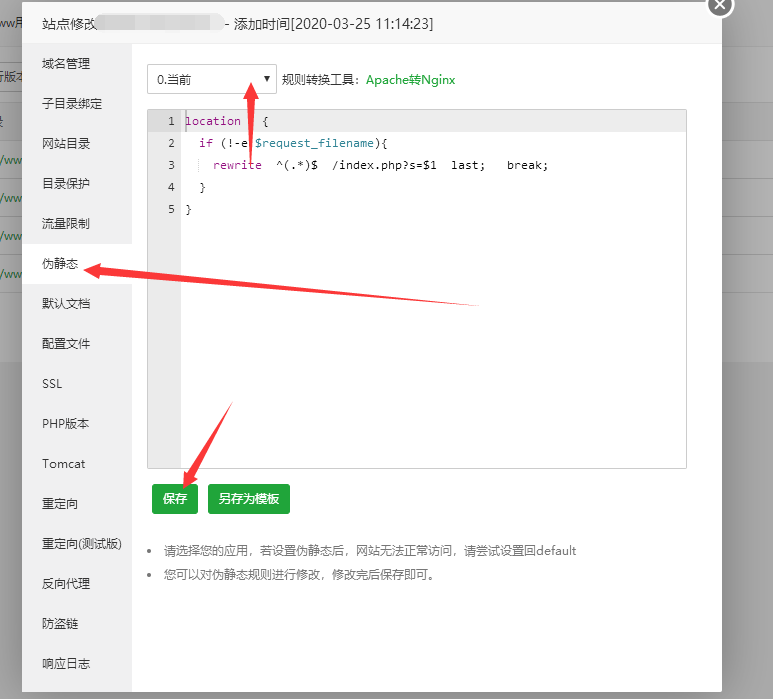 站点修改 - 添加时间[2020-03-25 11:14:23]
域名管理
子目录绑定
网站目录
目录保护
流量限制
伪静态
默认文档
配置文件
SSL
PHP版本
Tomcat
重定向
重定向(测试版)
反向代理
防盗链
响应日志
0.当前 规则转换工具：Apache转Nginx
1 location {
2 if (!-e $request_filename){
3 rewrite ^(.*)$ /index.php?s=$1 last; break;
4 }
5 }
保存 另存为模板
请选择您的应用，若设置伪静态后，网站无法正常访问，请尝试设置回default
您可以对伪静态规则进行修改，修改完后保存即可。
/ww
/ww
/ww
/ww